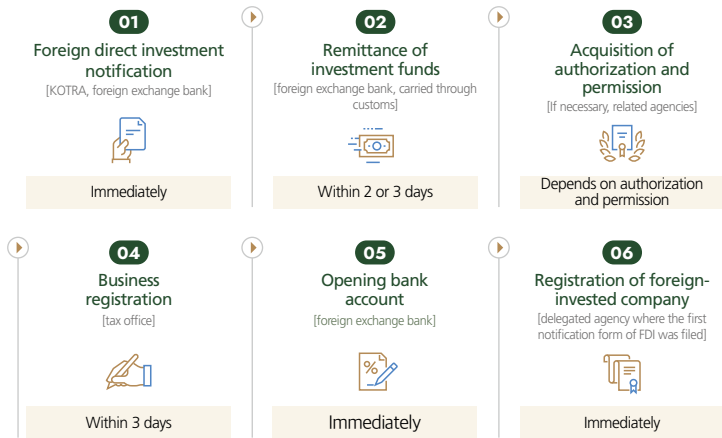 01
Foreign direct investment
notification
[KOTRA, foreign exchange bank]
Immediately
02
Remittance of
investment funds
[foreign exchange bank, carried through
customs]
Within 2 or 3 days
03
Acquisition of
authorization and
permission
[If necessary, related agencies]
Depends on authorization
and permission
04
Business
registration
[tax office]
Within 3 days
05
Opening bank
account
[foreign exchange bank]
%
Immediately
06
Registration of foreign-
invested company
[delegated agency where the first
notification form of FDI was filed]
Immediately